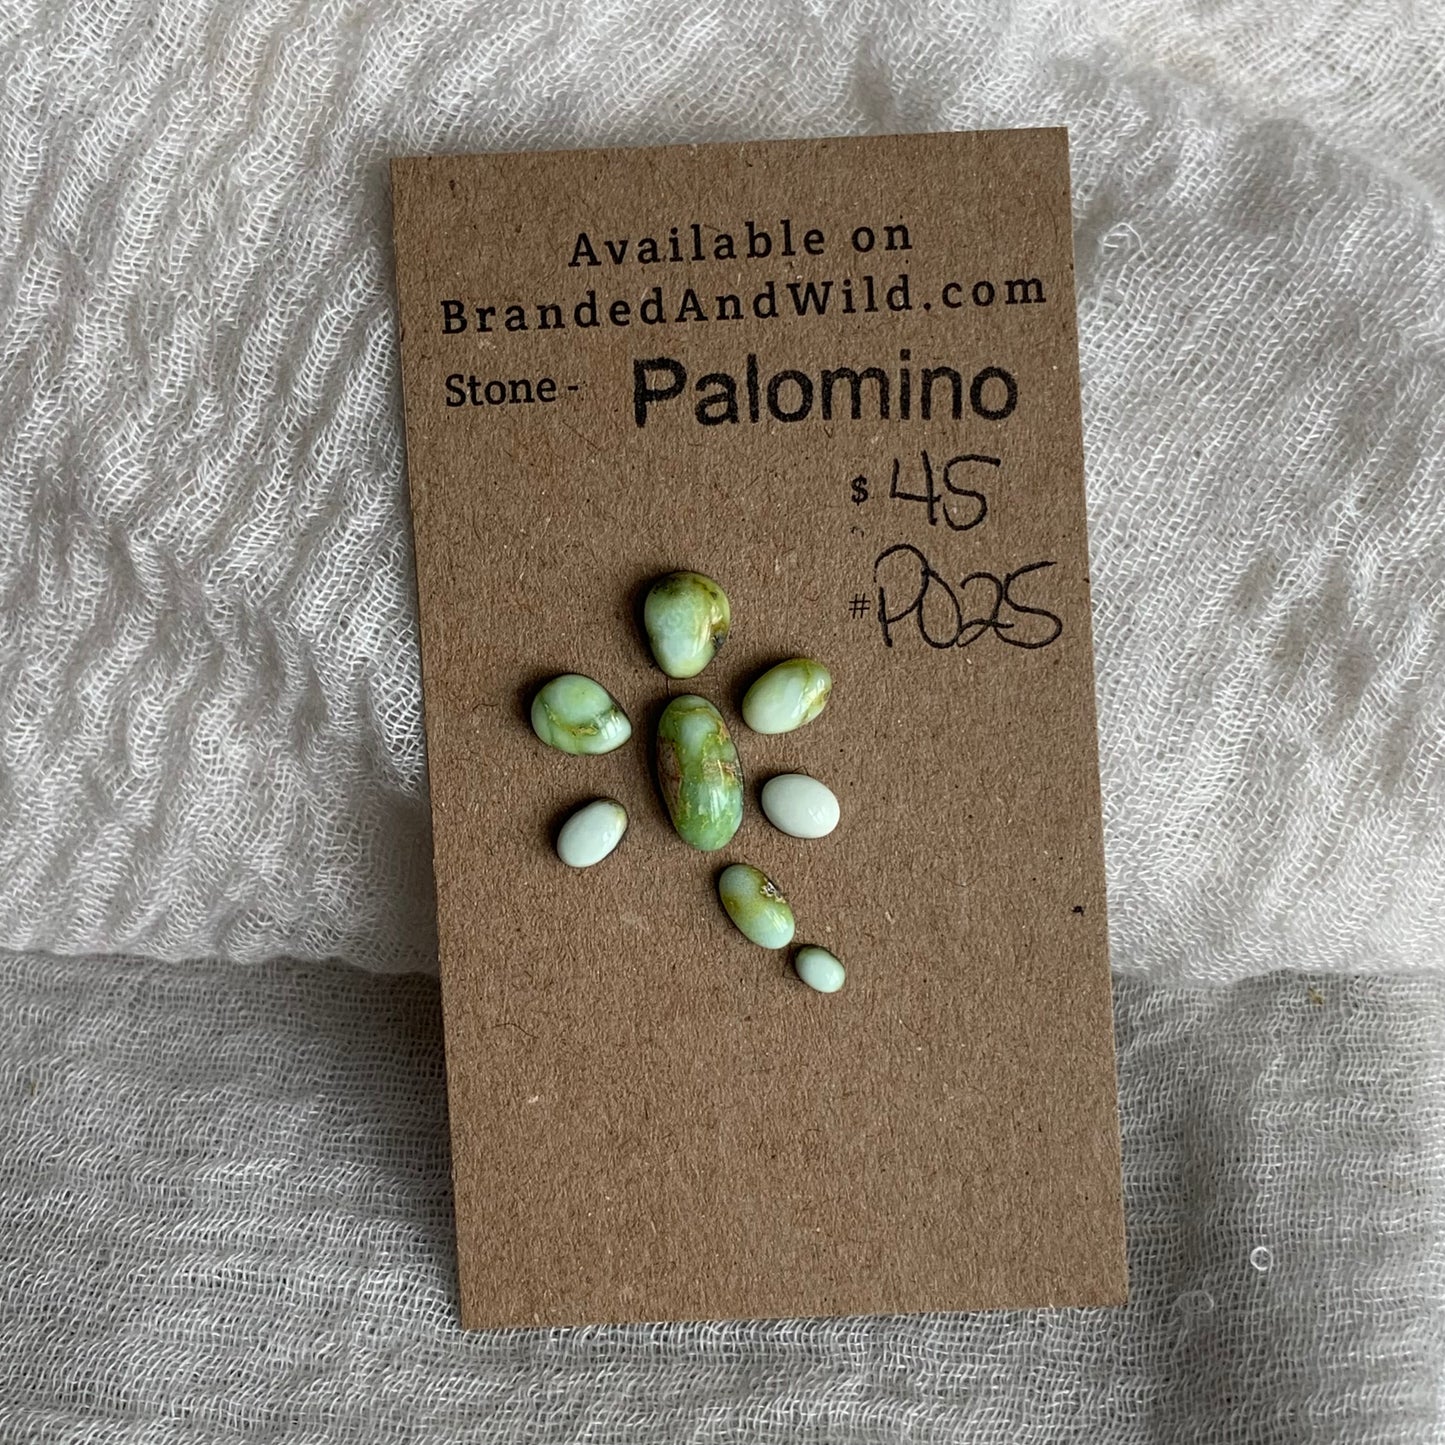 Available on
BrandedAndWild.com
Stone - Palomino
$ 45
#P025